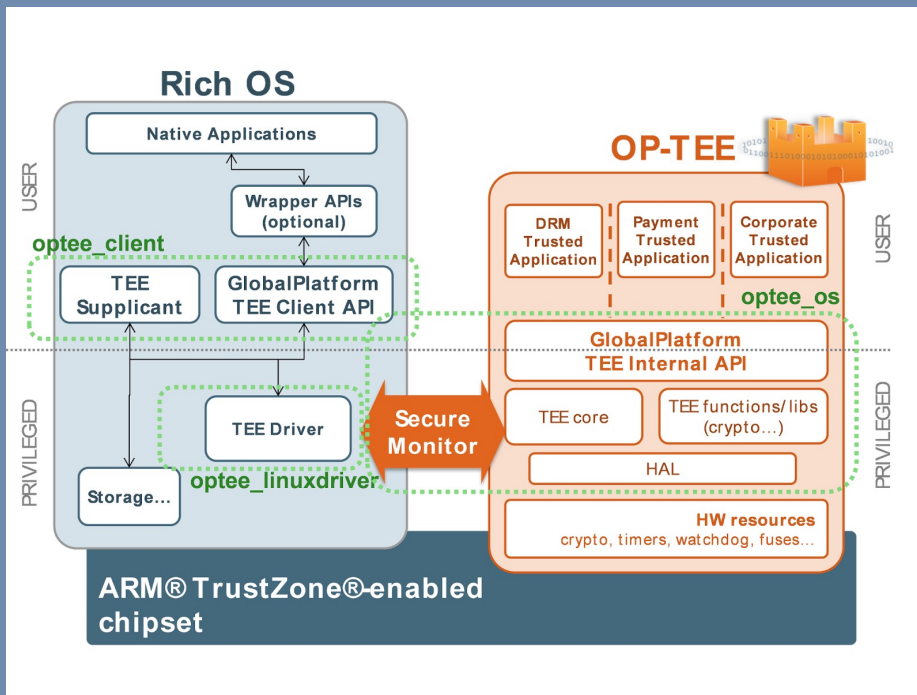 Rich OS
Native Applications
Wrapper APIs
(optional)
optee_client
TEE
Supplicant
GlobalPlatform
TEE Client API
USER
PRIVILEGED
TEE Driver
optee_linuxdriver
Storage...
Secure
Monitor
OP-TEE
DRM
Trusted
Application
Payment
Trusted
Application
Corporate
Trusted
Application
optee_os
GlobalPlatform
TEE Internal API
TEE core
TEE functions/libs
(crypto...)
HAL
HW resources
crypto, timers, watchdog, fuses...
USER
PRIVILEGED
ARM® TrustZone®-enabled
chipset